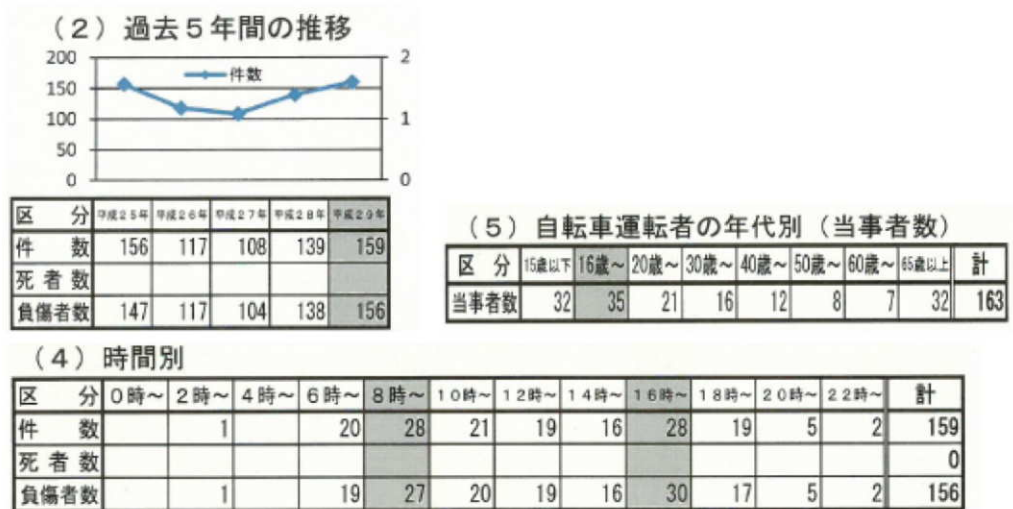 （2）過去５年間の推移
200 2
件数
150
100 1
50
0 0
区分 平成25年 平成26年 平成27年 平成28年 平成29年
件数 156 117 108 139 159
死者数
負傷者数 147 117 104 138 156
（5）自転車運転者の年代別（当事者数）
区分 15歳以下 16歳～ 20歳～ 30歳～ 40歳～ 50歳～ 60歳～ 65歳以上 計
当事者数 32 35 21 16 12 8 7 32 163
（4）時間別
区分 0時～ 2時～ 4時～ 6時～ 8時～ 10時～ 12時～ 14時～ 16時～ 18時～ 20時～ 22時～ 計
件数 1 20 28 21 19 16 28 19 5 2 159
死者数 0
負傷者数 1 19 27 20 19 16 30 17 5 2 156